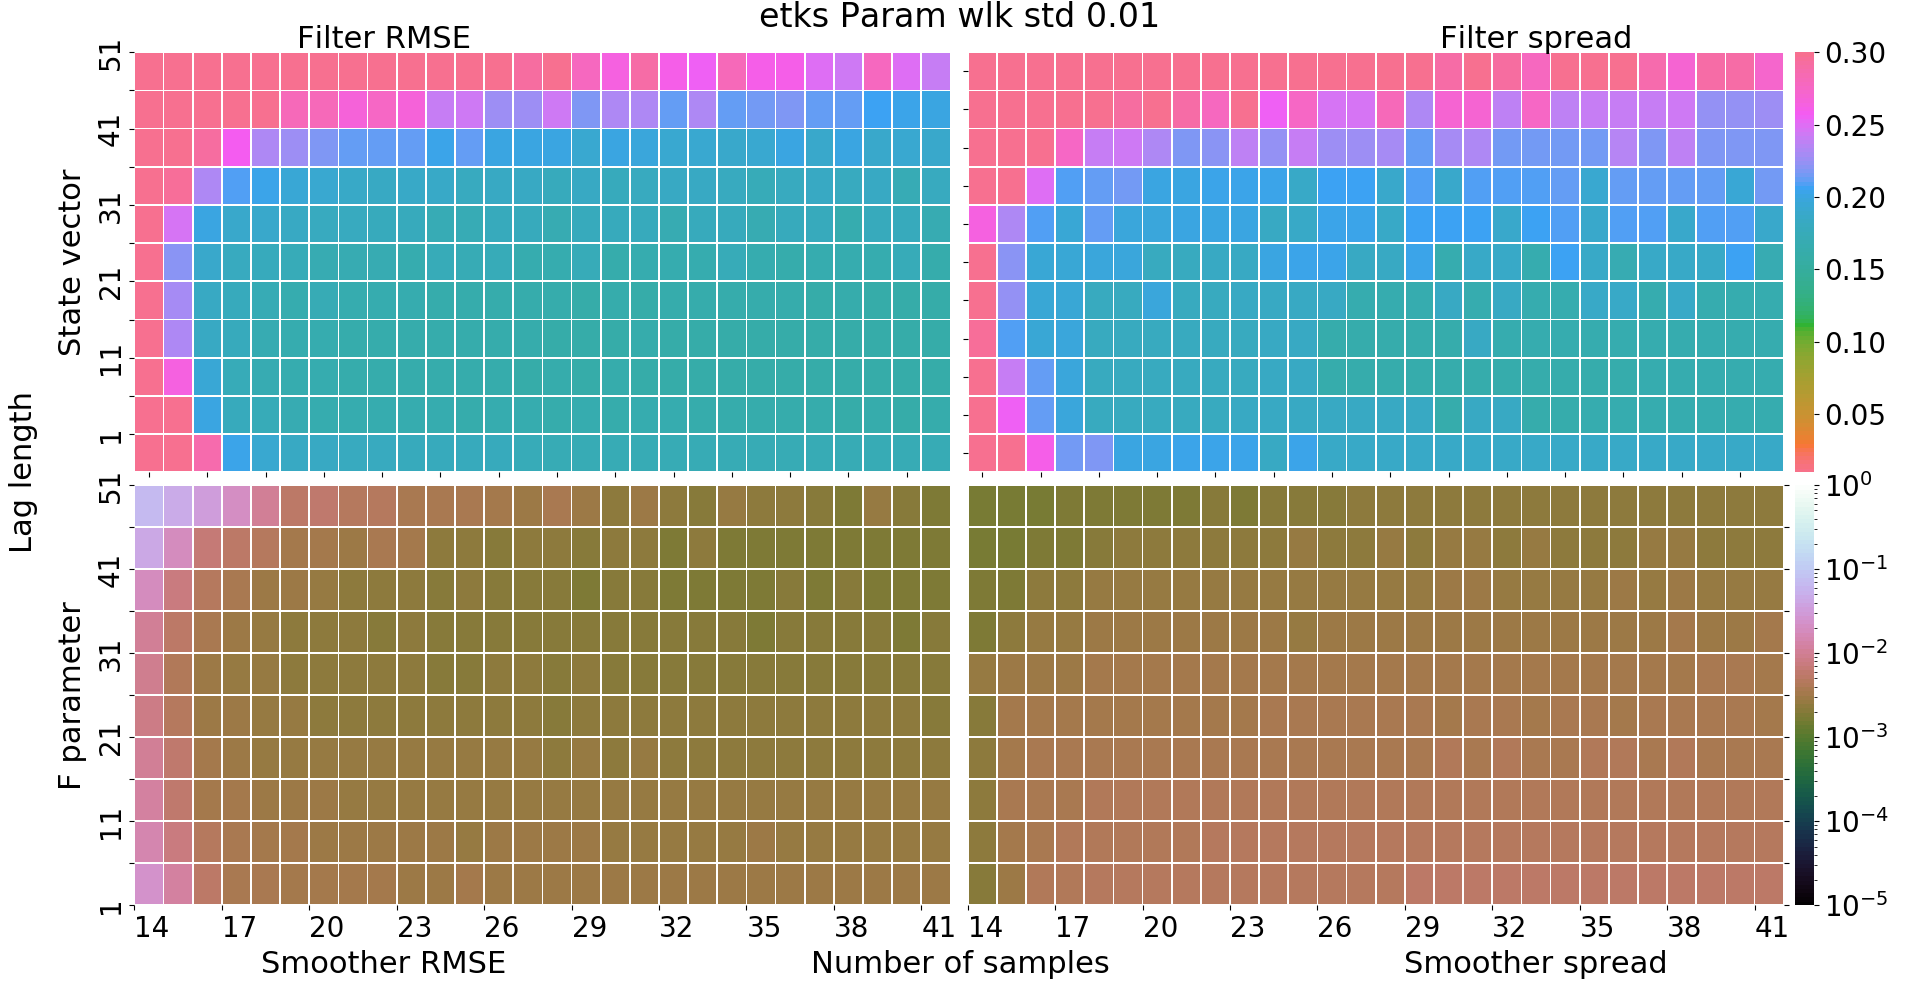 etks Param wlk std 0.01
Filter RMSE
Filter spread
51
41
31
21
11
1
State vector
0.30
0.25
0.20
0.15
0.10
0.05
0.00
Lag length
51
41
31
21
11
1
F parameter
10⁰
10⁻¹
10⁻²
10⁻³
10⁻⁴
10⁻⁵
14 17 20 23 26 29 32 35 38 41
14 17 20 23 26 29 32 35 38 41
Smoother RMSE
Number of samples
Smoother spread